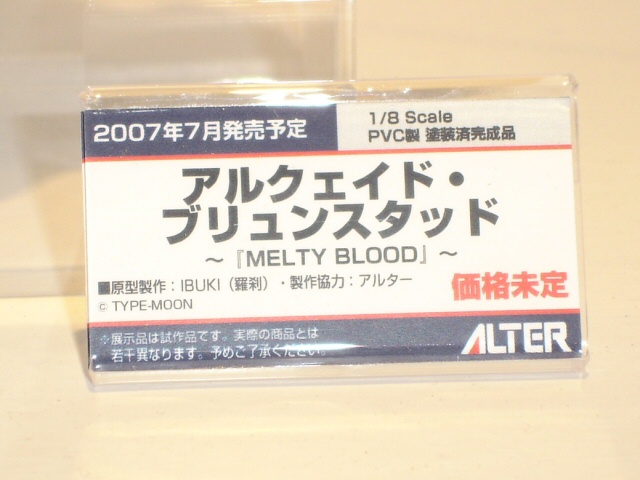 2007年7月発売予定
1/8 Scale
PVC製 塗装済完成品
アルクェイド・
ブリュンスタッド
～『MELTY BLOOD』～
■原型製作：IBUKI（羅刹）・製作協力：アルター
© TYPE-MOON
価格未定
※展示品は試作品です。実際の商品とは
若干異なります。予めご了承ください。
ALTER